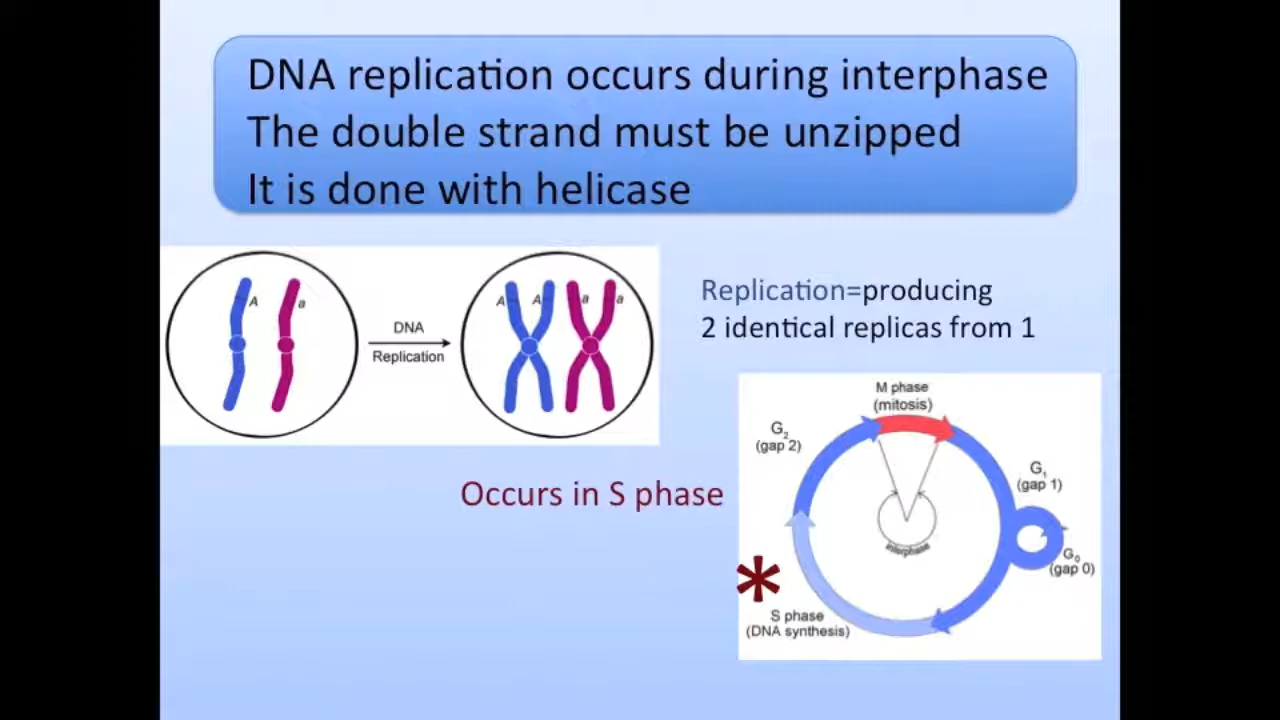 DNA replication occurs during interphase
The double strand must be unzipped
It is done with helicase
A
a
DNA
Replication
A
A
a
a
Replication=producing
2 identical replicas from 1
Occurs in S phase
*
M phase
(mitosis)
G2
(gap 2)
G1
(gap 1)
interphase
G0
(gap 0)
S phase
(DNA synthesis)